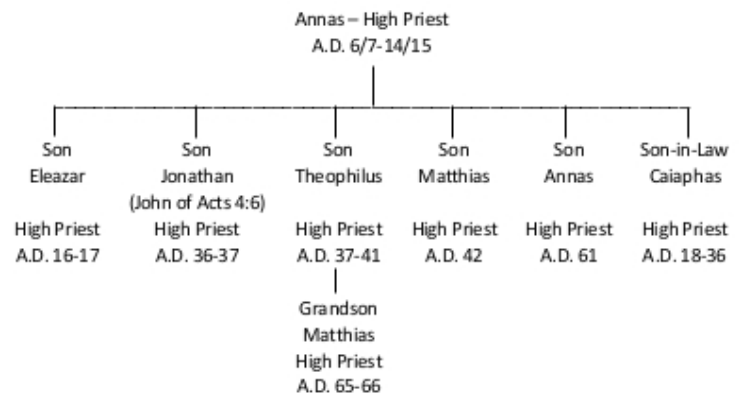 Annas – High Priest
A.D. 6/7-14/15
Son
Eleazar
High Priest
A.D. 16-17
Son
Jonathan
(John of Acts 4:6)
High Priest
A.D. 36-37
Son
Theophilus
High Priest
A.D. 37-41
Grandson
Matthias
High Priest
A.D. 65-66
Son
Matthias
High Priest
A.D. 42
Son
Annas
High Priest
A.D. 61
Son-in-Law
Caiaphas
High Priest
A.D. 18-36